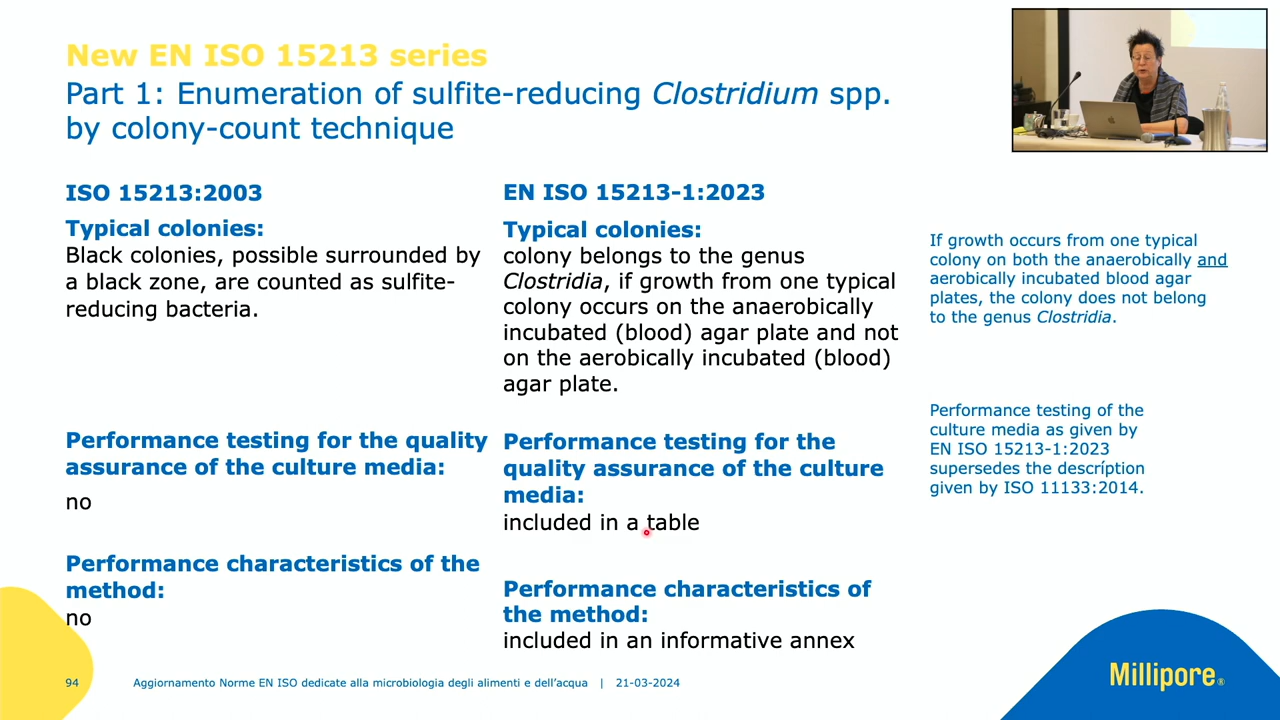 New EN ISO 15213 series
Part 1: Enumeration of sulfite-reducing Clostridium spp.
by colony-count technique
ISO 15213:2003
Typical colonies:
Black colonies, possible surrounded by
a black zone, are counted as sulfite-
reducing bacteria.
Performance testing for the quality
assurance of the culture media:
no
Performance characteristics of the
method:
no
EN ISO 15213-1:2023
Typical colonies:
colony belongs to the genus
Clostridia, if growth from one typical
colony occurs on the anaerobically
incubated (blood) agar plate and not
on the aerobically incubated (blood)
agar plate.
Performance testing for the
quality assurance of the culture
media:
included in a table
Performance characteristics of
the method:
included in an informative annex
If growth occurs from one typical
colony on both the anaerobically and
aerobically incubated blood agar
plates, the colony does not belong
to the genus Clostridia.
Performance testing of the
culture media as given by
EN ISO 15213-1:2023
supersedes the descríption
given by ISO 11133:2014.
94 Aggiornamento Norme EN ISO dedicate alla microbiologia degli alimenti e dell’acqua | 21-03-2024
Millipore®